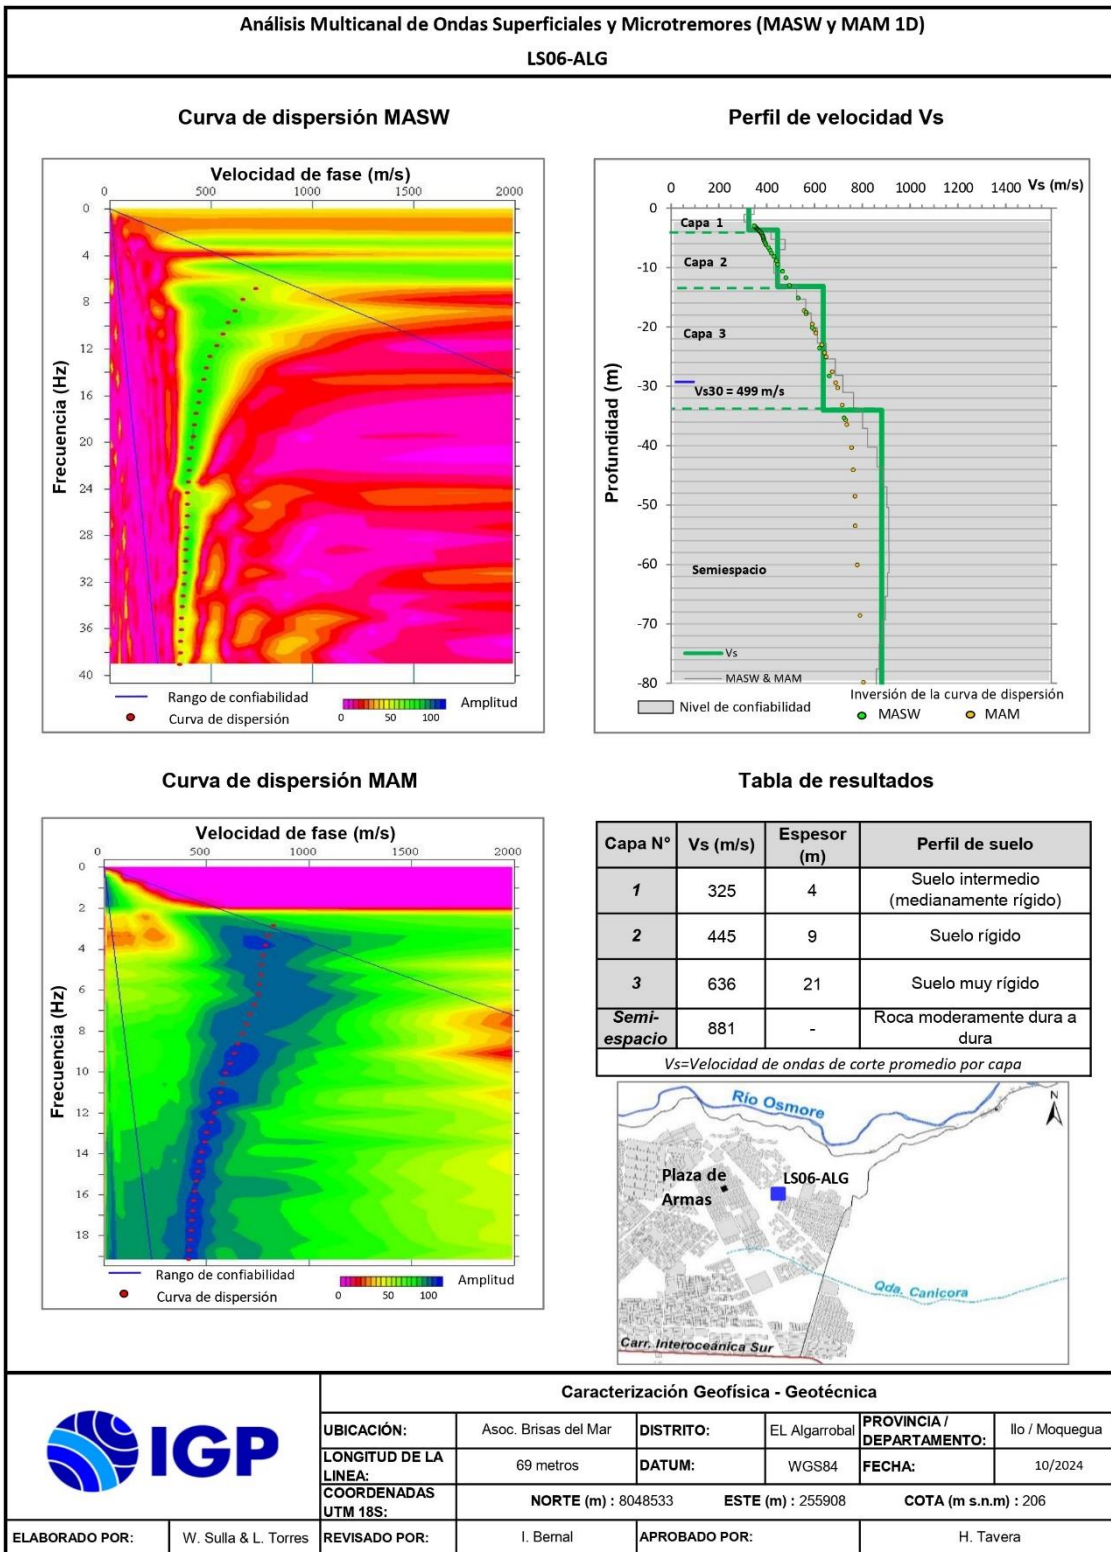 Análisis Multicanal de Ondas Superficiales y Microtremores (MASW y MAM 1D)
LS06-ALG
Curva de dispersión MASW
Velocidad de fase (m/s)
0 500 1000 1500 2000
Frecuencia (Hz)
0
4
8
12
16
20
24
28
32
36
40
Rango de confiabilidad
Curva de dispersión
0 50 100
Amplitud
Perfil de velocidad Vs
0 200 400 600 800 1000 1200 1400 Vs (m/s)
Profundidad (m)
0
-10
-20
-30
-40
-50
-60
-70
-80
Capa 1
Capa 2
Capa 3
Vs30 = 499 m/s
Semiespacio
Vs
MASW & MAM
Nivel de confiabilidad
Inversión de la curva de dispersión
MASW
MAM
Curva de dispersión MAM
Velocidad de fase (m/s)
0 500 1000 1500 2000
Frecuencia (Hz)
0
2
4
6
8
10
12
14
16
18
Rango de confiabilidad
Curva de dispersión
0 50 100
Amplitud
Tabla de resultados
Capa N° Vs (m/s) Espesor (m) Perfil de suelo
1 325 4 Suelo intermedio (medianamente rígido)
2 445 9 Suelo rígido
3 636 21 Suelo muy rígido
Semi-espacio 881 - Roca moderamente dura a dura
Vs=Velocidad de ondas de corte promedio por capa
Río Osmore
N
Plaza de Armas
LS06-ALG
Qda. Canicora
Carr. Interoceánica Sur
IGP
Caracterización Geofísica - Geotécnica
UBICACIÓN: Asoc. Brisas del Mar DISTRITO: EL Algarrobal PROVINCIA / DEPARTAMENTO: Ilo / Moquegua
LONGITUD DE LA LINEA: 69 metros DATUM: WGS84 FECHA: 10/2024
COORDENADAS UTM 18S: NORTE (m) : 8048533 ESTE (m) : 255908 COTA (m s.n.m) : 206
ELABORADO POR: W. Sulla & L. Torres REVISADO POR: I. Bernal APROBADO POR: H. Tavera